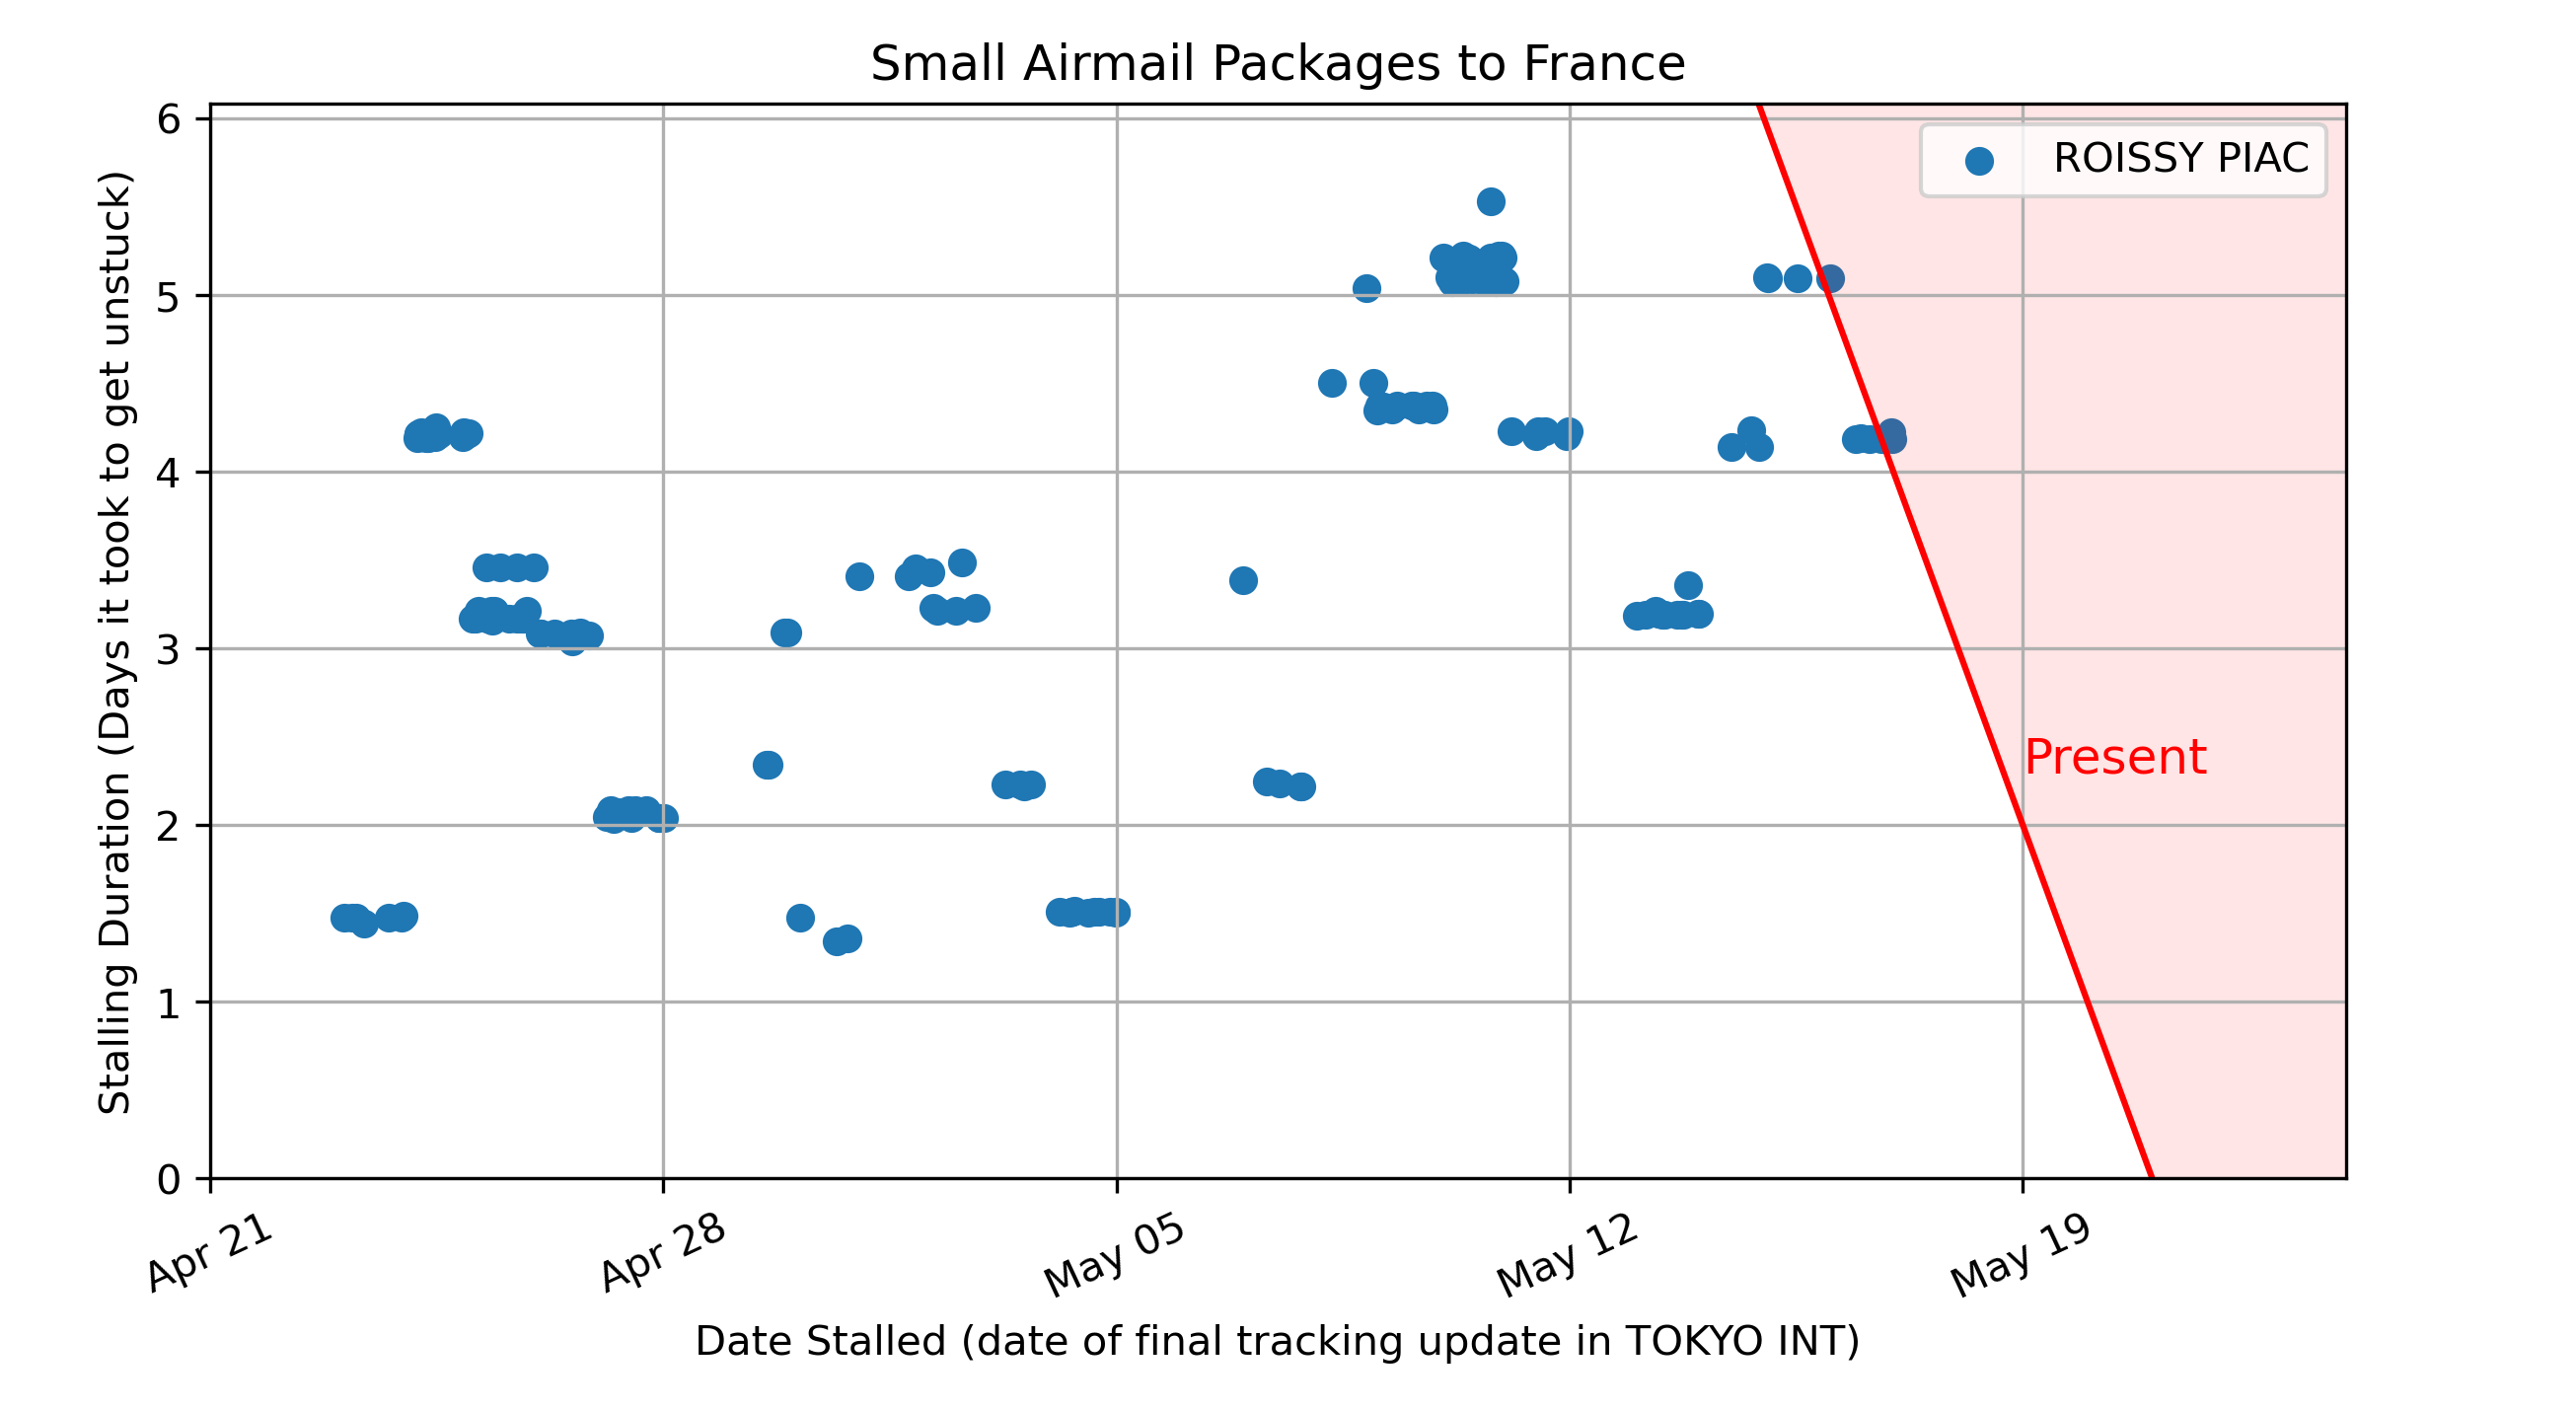 Small Airmail Packages to France
Stalling Duration (Days it took to get unstuck)
6
5
4
3
2
1
0
ROISSY PIAC
Present
Apr 21
Apr 28
May 05
May 12
May 19
Date Stalled (date of final tracking update in TOKYO INT)